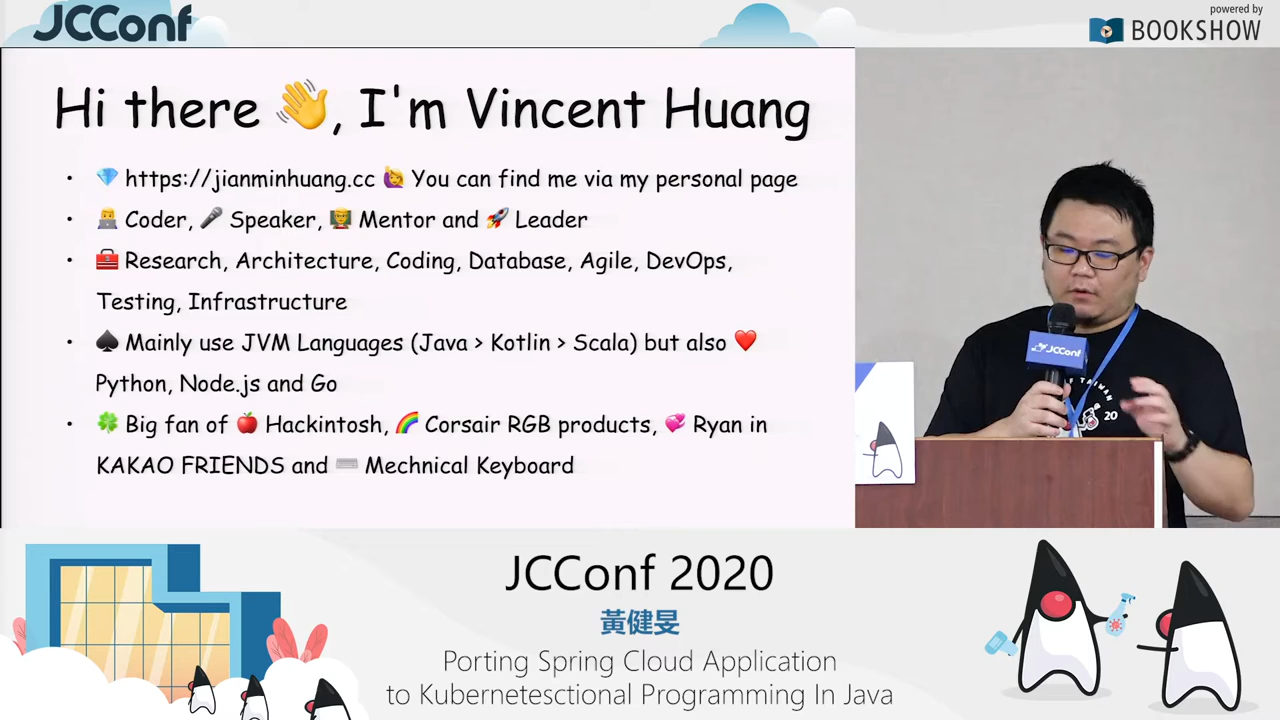 JCConf
powered by
BOOKSHOW
Hi there 👋, I'm Vincent Huang
• 💎 https://jianminhuang.cc 🙋 You can find me via my personal page
• 👨‍💻 Coder, 🎤 Speaker, 👨‍🏫 Mentor and 🚀 Leader
• 🧰 Research, Architecture, Coding, Database, Agile, DevOps,
Testing, Infrastructure
• ♠️ Mainly use JVM Languages (Java > Kotlin > Scala) but also ❤️
Python, Node.js and Go
• 🍀 Big fan of 🍎 Hackintosh, 🌈 Corsair RGB products, 💞 Ryan in
KAKAO FRIENDS and ⌨️ Mechnical Keyboard
JCConf
TAIWAN
20
JCConf 2020
黃健旻
Porting Spring Cloud Application
to Kubernetesctional Programming In Java